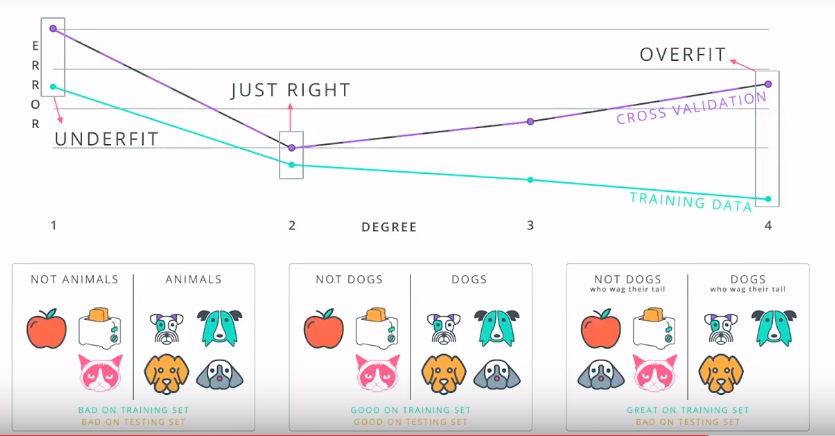 ERROR
OVERFIT
JUST RIGHT
CROSS VALIDATION
UNDERFIT
TRAINING DATA
1
2
DEGREE
3
4
NOT ANIMALS
ANIMALS
BAD ON TRAINING SET
BAD ON TESTING SET
NOT DOGS
DOGS
GOOD ON TRAINING SET
GOOD ON TESTING SET
NOT DOGS
who wag their tail
DOGS
who wag their tail
GREAT ON TRAINING SET
BAD ON TESTING SET